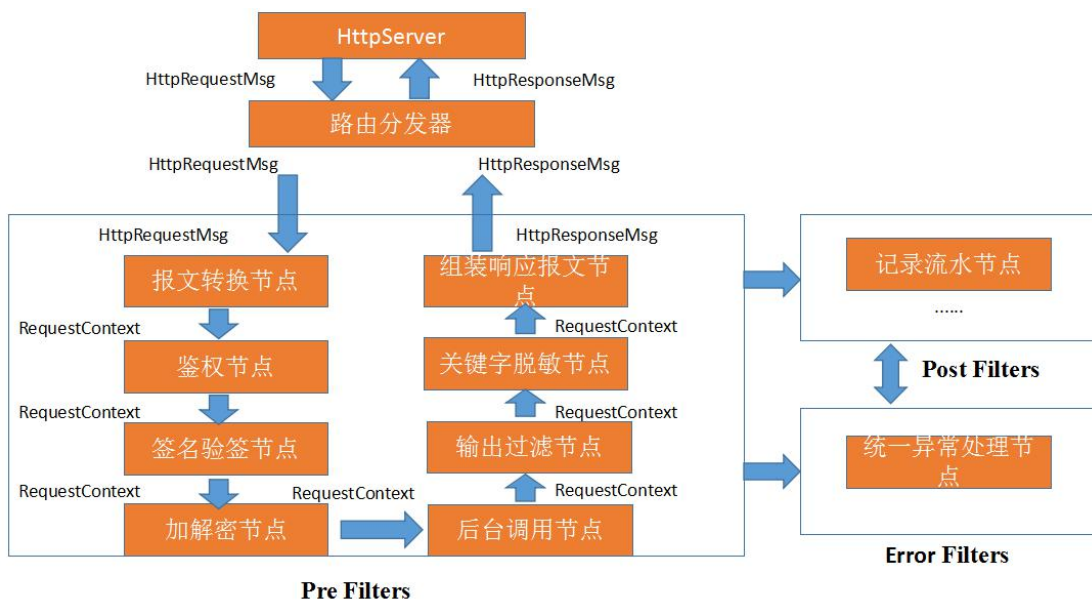 HttpServer
HttpRequestMsg
HttpResponseMsg
路由分发器
HttpRequestMsg
HttpResponseMsg
HttpRequestMsg
HttpResponseMsg
报文转换节点
组装响应报文节
点
记录流水节点
......
RequestContext
RequestContext
鉴权节点
关键字脱敏节点
Post Filters
RequestContext
RequestContext
签名验签节点
输出过滤节点
统一异常处理节
点
RequestContext
RequestContext
RequestContext
加解密节点
后台调用节点
Error Filters
Pre Filters